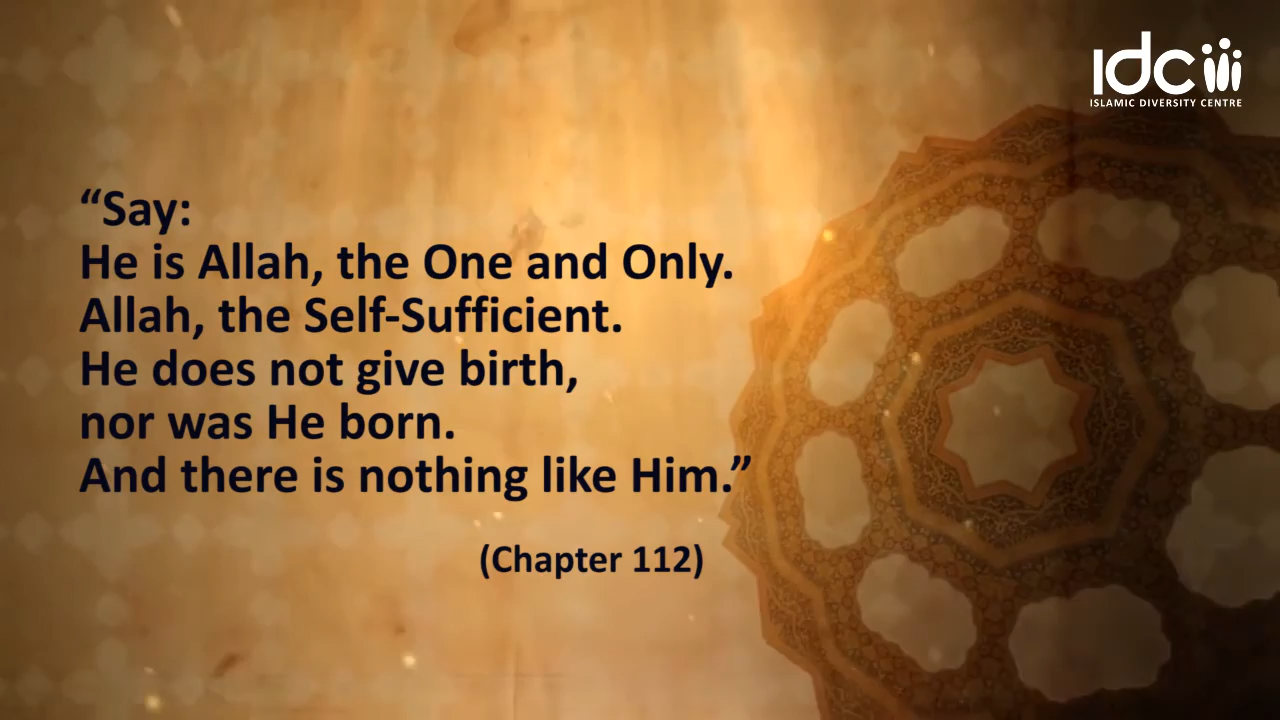 idc
ISLAMIC DIVERSITY CENTRE
“Say:
He is Allah, the One and Only.
Allah, the Self-Sufficient.
He does not give birth,
nor was He born.
And there is nothing like Him.”
(Chapter 112)